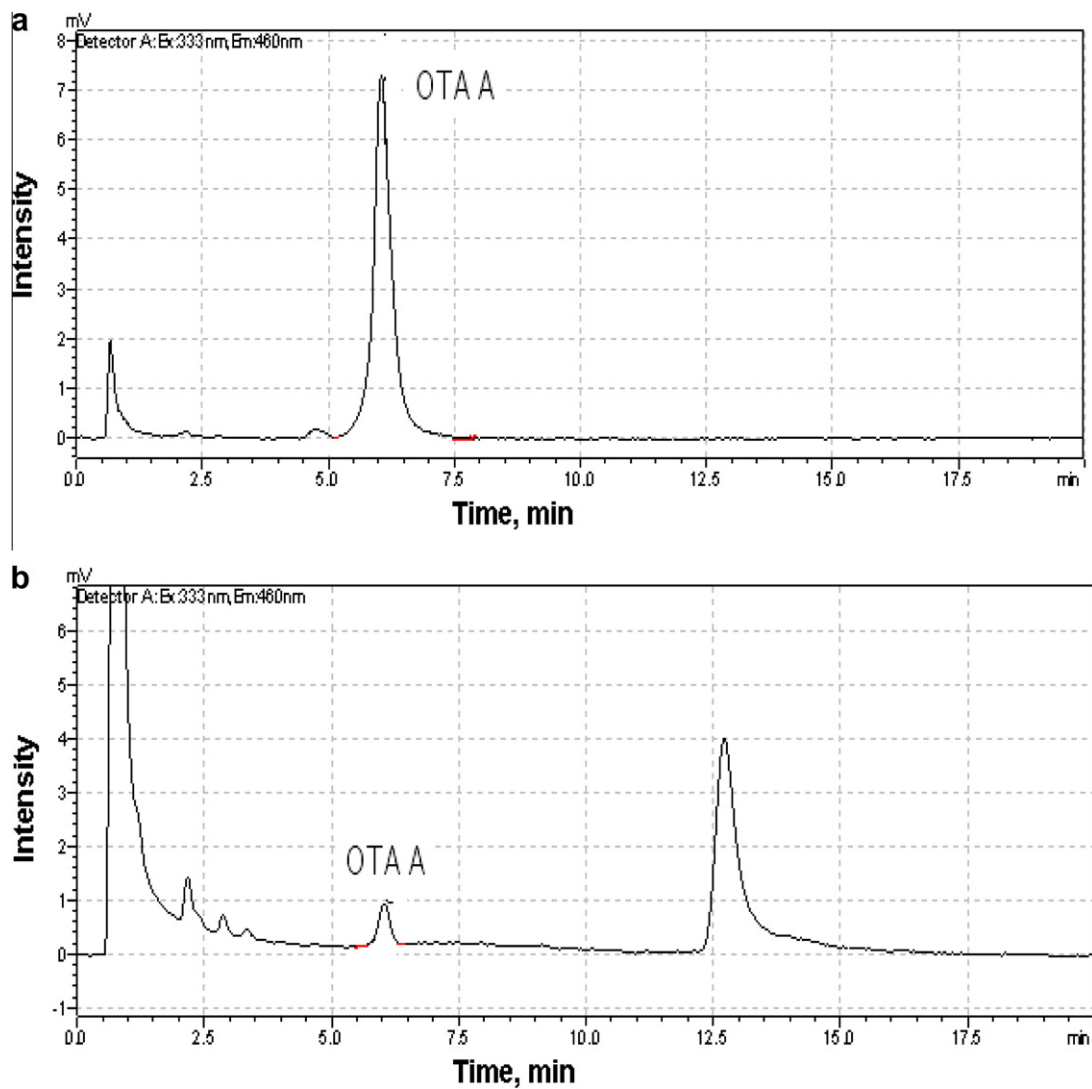 a
mV
Detector A:Ex:333nm,Em:460nm
OTA A
8
7
6
5
4
3
2
1
0
Intensity
0.0 2.5 5.0 7.5 10.0 12.5 15.0 17.5 min
Time, min
b
mV
Detector A:Ex:333nm,Em:460nm
6
5
4
3
2
1
0
-1
OTA A
Intensity
0.0 2.5 5.0 7.5 10.0 12.5 15.0 17.5 min
Time, min